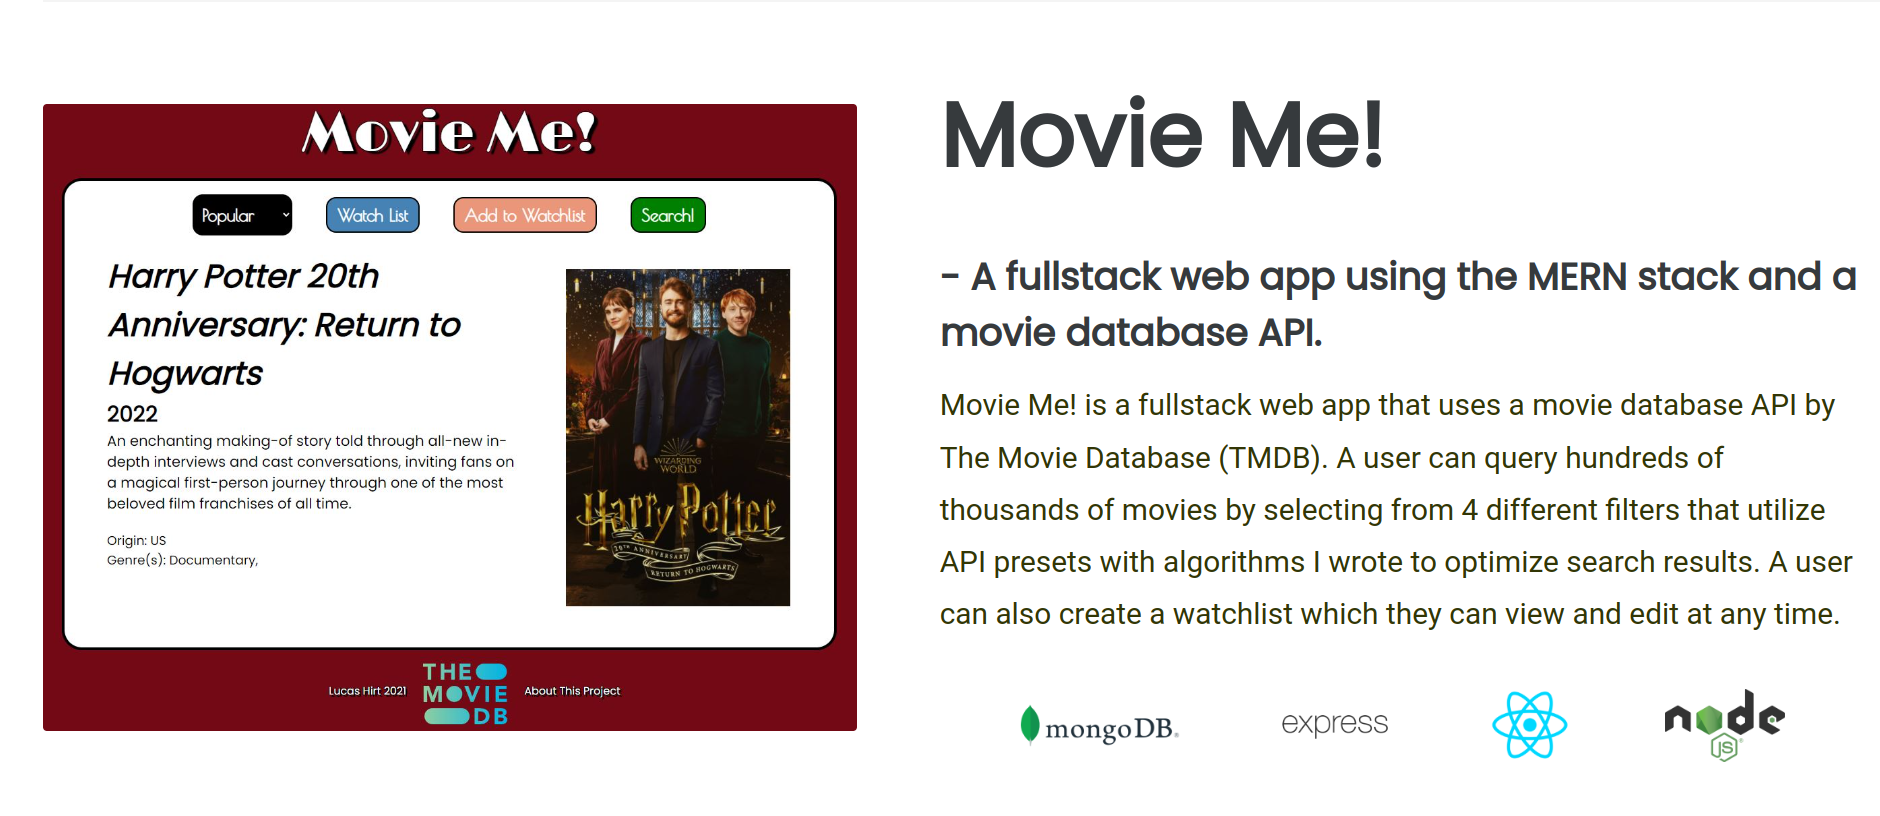 Movie Me!
Popular
Watch List
Add to Watchlist
Search!
Harry Potter 20th
Anniversary: Return to
Hogwarts
2022
An enchanting making-of story told through all-new in-
depth interviews and cast conversations, inviting fans on
a magical first-person journey through one of the most
beloved film franchises of all time.
Origin: US
Genre(s): Documentary,
WIZARDING
WORLD
Harry Potter
20TH ANNIVERSARY
RETURN TO HOGWARTS
Lucas Hirt 2021
THE
MOVIE
DB
About This Project
Movie Me!
- A fullstack web app using the MERN stack and a
movie database API.
Movie Me! is a fullstack web app that uses a movie database API by
The Movie Database (TMDB). A user can query hundreds of
thousands of movies by selecting from 4 different filters that utilize
API presets with algorithms I wrote to optimize search results. A user
can also create a watchlist which they can view and edit at any time.
mongoDB®
express
node
JS®